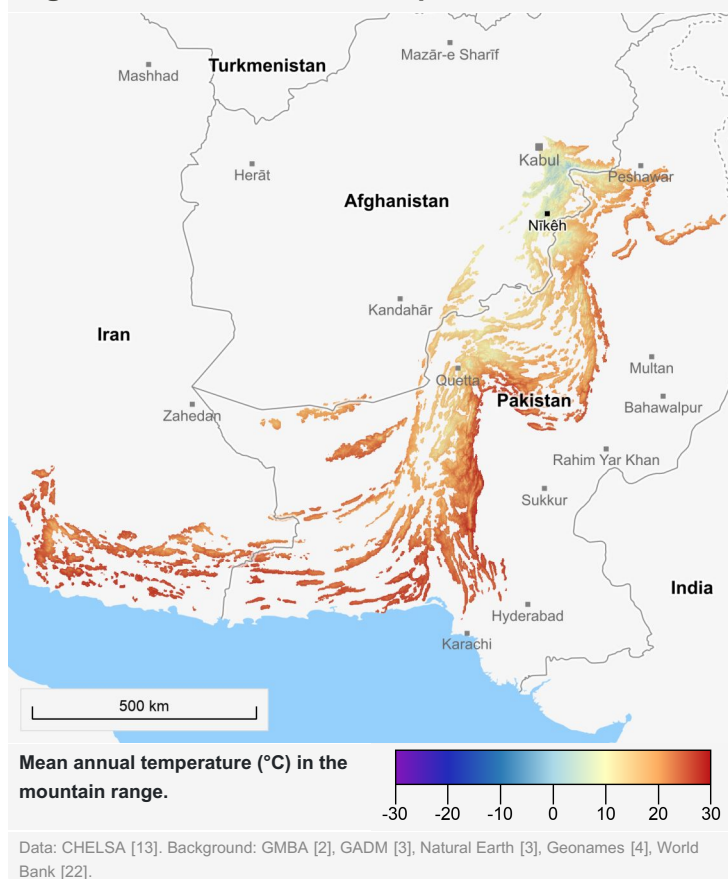 Turkmenistan
Mazār-e Sharīf
Mashhad
Kabul
Herāt
Peshawar
Afghanistan
Nīkêh
Kandahār
Iran
Multan
Quetta
Pakistan
Zahedan
Bahawalpur
Rahim Yar Khan
Sukkur
India
Hyderabad
Karachi
500 km
Mean annual temperature (°C) in the
mountain range.
-30 -20 -10 0 10 20 30
Data: CHELSA [13]. Background: GMBA [2], GADM [3], Natural Earth [3], Geonames [4], World
Bank [22].